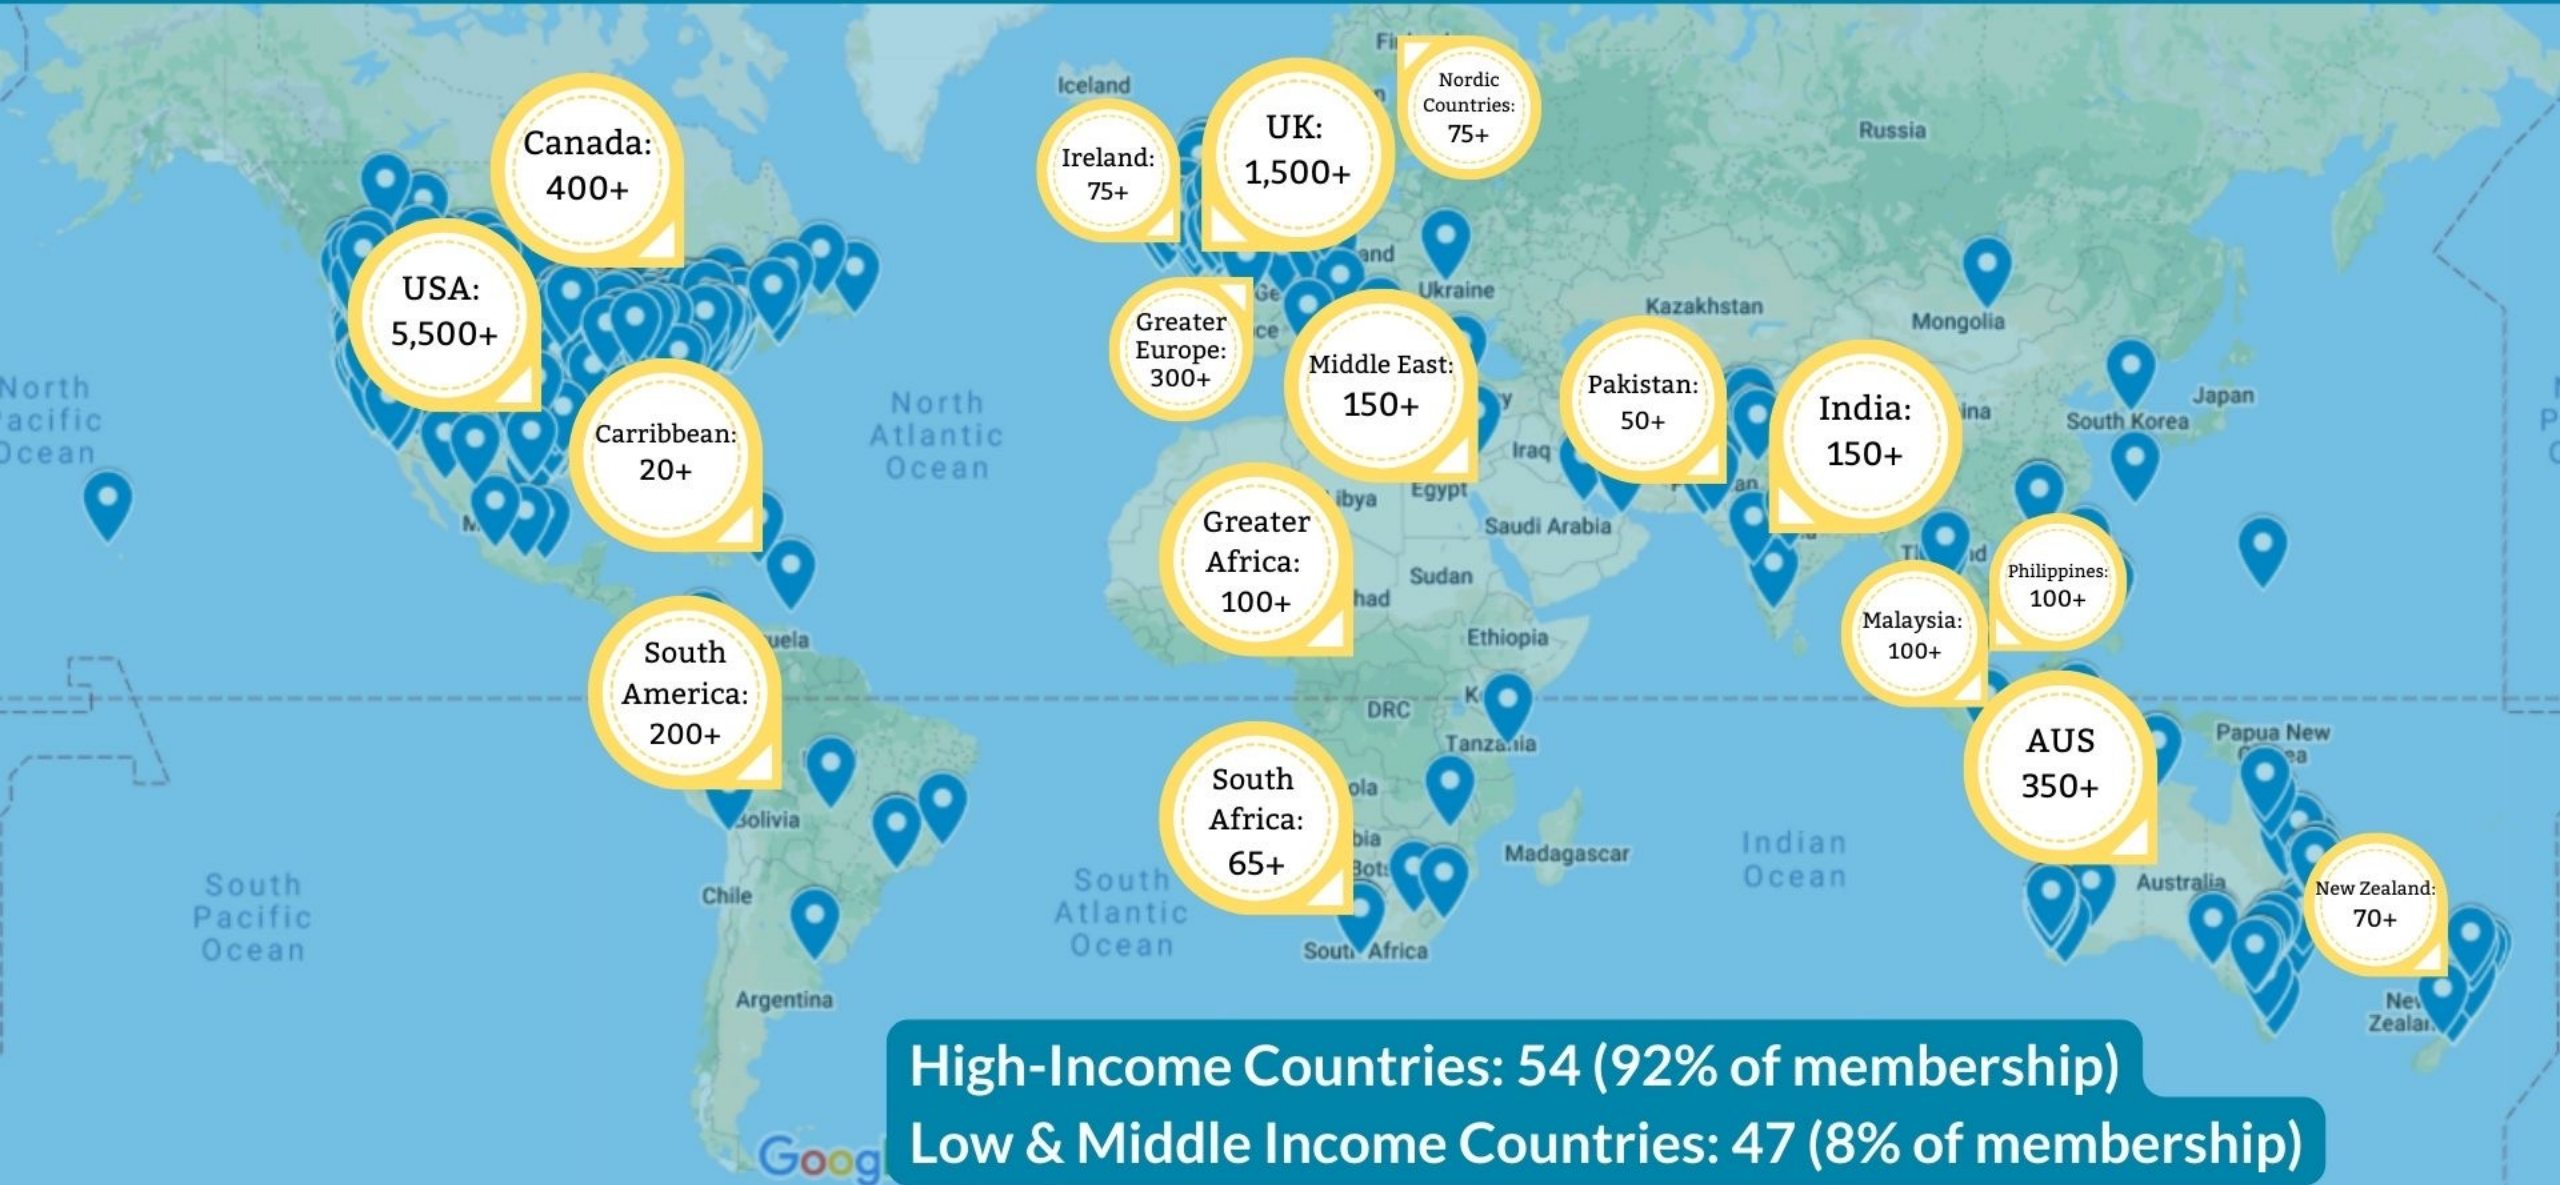 Canada:
400+
USA:
5,500+
Carribbean:
20+
South
America:
200+
Iceland
Ireland:
75+
UK:
1,500+
Nordic
Countries:
75+
Greater
Europe:
300+
Middle East:
150+
Greater
Africa:
100+
South
Africa:
65+
Pakistan:
50+
India:
150+
Malaysia:
100+
Philippines:
100+
AUS
350+
New Zealand:
70+
Russia
Ukraine
Kazakhstan
Mongolia
Japan
South Korea
Iraq
Egypt
Saudi Arabia
Sudan
Ethiopia
DRC
Tanzania
Madagascar
South Africa
Bolivia
Chile
Argentina
Papua New
Australia
North
Pacific
Ocean
North
Atlantic
Ocean
South
Pacific
Ocean
South
Atlantic
Ocean
Indian
Ocean
High-Income Countries: 54 (92% of membership)
Low & Middle Income Countries: 47 (8% of membership)